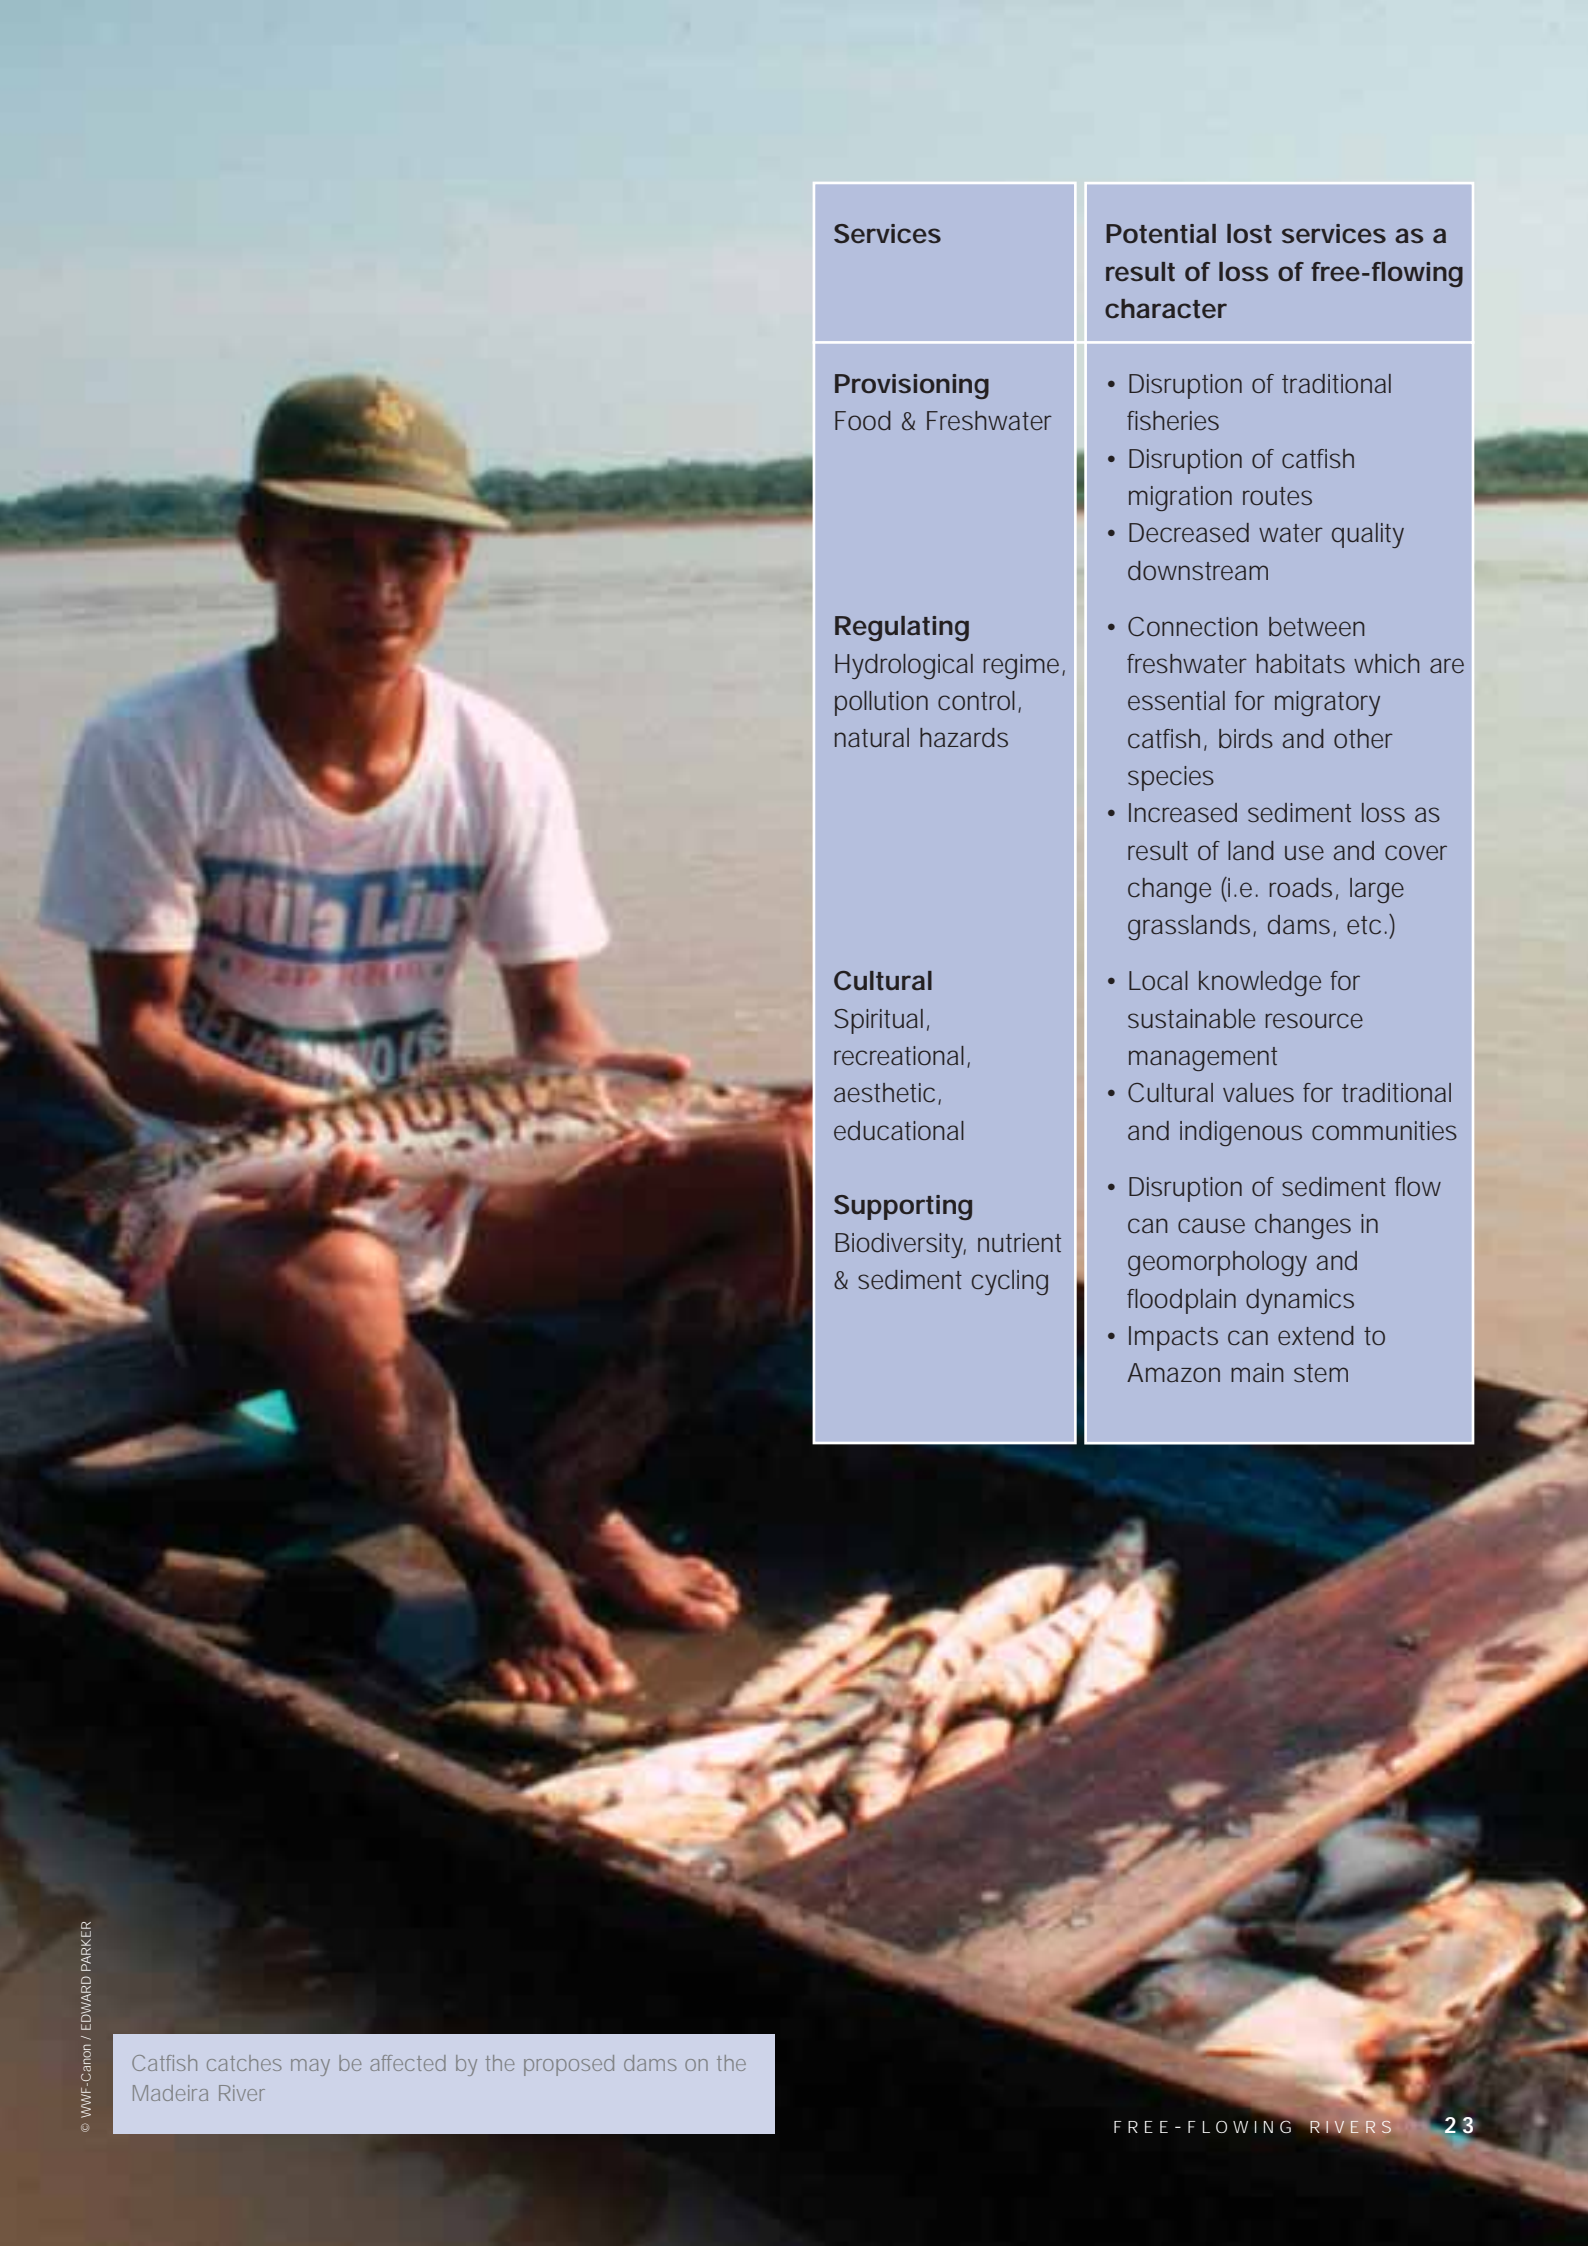 Services
Potential lost services as a
result of loss of free-flowing
character
Provisioning
Food & Freshwater
• Disruption of traditional
fisheries
• Disruption of catfish
migration routes
• Decreased water quality
downstream
Regulating
Hydrological regime,
pollution control,
natural hazards
• Connection between
freshwater habitats which are
essential for migratory
catfish, birds and other
species
• Increased sediment loss as
result of land use and cover
change (i.e. roads, large
grasslands, dams, etc.)
Cultural
Spiritual,
recreational,
aesthetic,
educational
• Local knowledge for
sustainable resource
management
• Cultural values for traditional
and indigenous communities
Supporting
Biodiversity, nutrient
& sediment cycling
• Disruption of sediment flow
can cause changes in
geomorphology and
floodplain dynamics
• Impacts can extend to
Amazon main stem
© WWF-Canon / EDWARD PARKER
Catfish catches may be affected by the proposed dams on the
Madeira River
FREE-FLOWING RIVERS 23